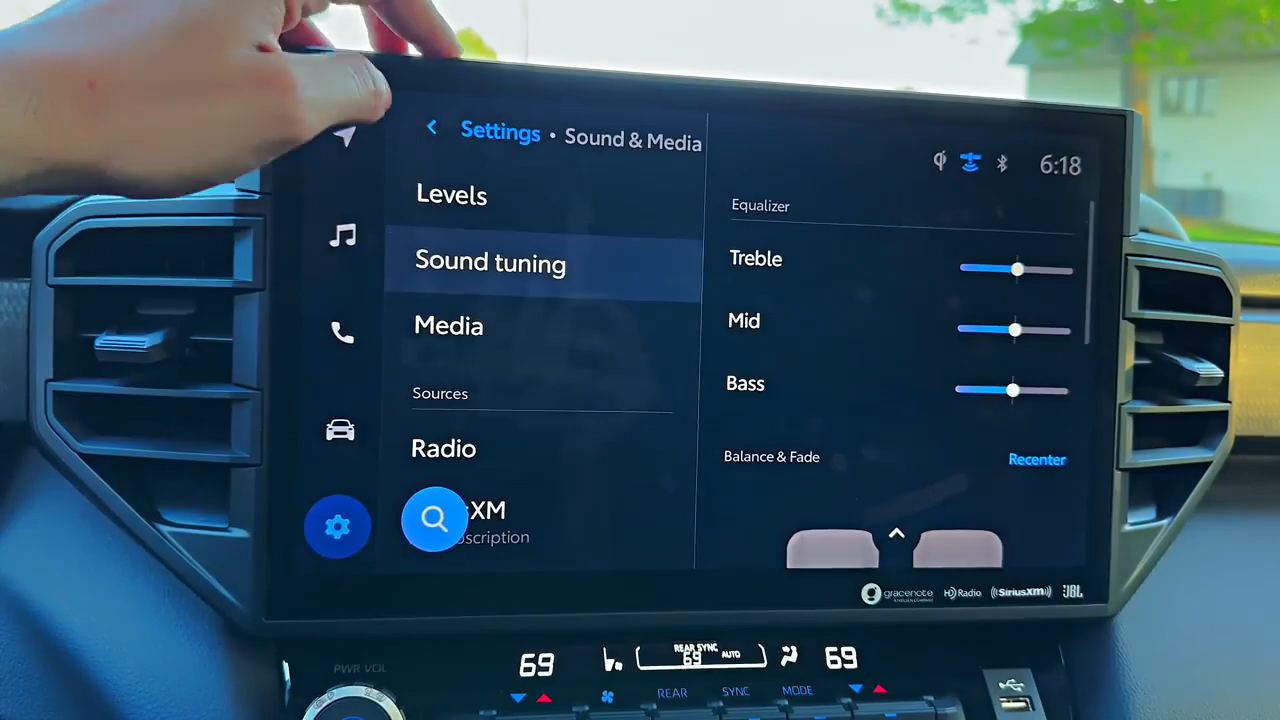 Settings • Sound & Media
6:18
Levels
Sound tuning
Media
Sources
Radio
XM
Equalizer
Treble
Mid
Bass
Balance & Fade
Recenter
gracenote
HD Radio
SiriusXM
JBL
PWR VOL
69
REAR SYNC
69
AUTO
69
REAR
SYNC
MODE